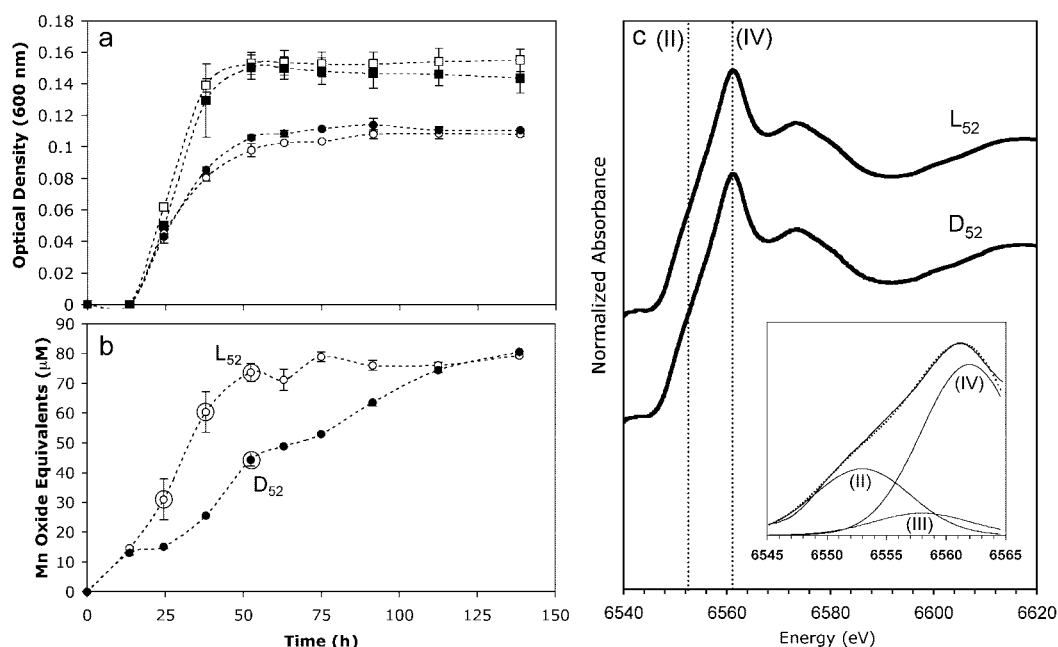 a
0.18
0.16
0.14
0.12
0.1
0.08
0.06
0.04
0.02
0
Optical Density (600 nm)
b
90
80
70
60
50
40
30
20
10
0
Mn Oxide Equivalents (µM)
L52
D52
0 25 50 75 100 125 150
Time (h)
c (II) (IV)
L52
D52
Normalized Absorbance
(IV)
(II)
(III)
6545 6550 6555 6560 6565
6540 6560 6580 6600 6620
Energy (eV)